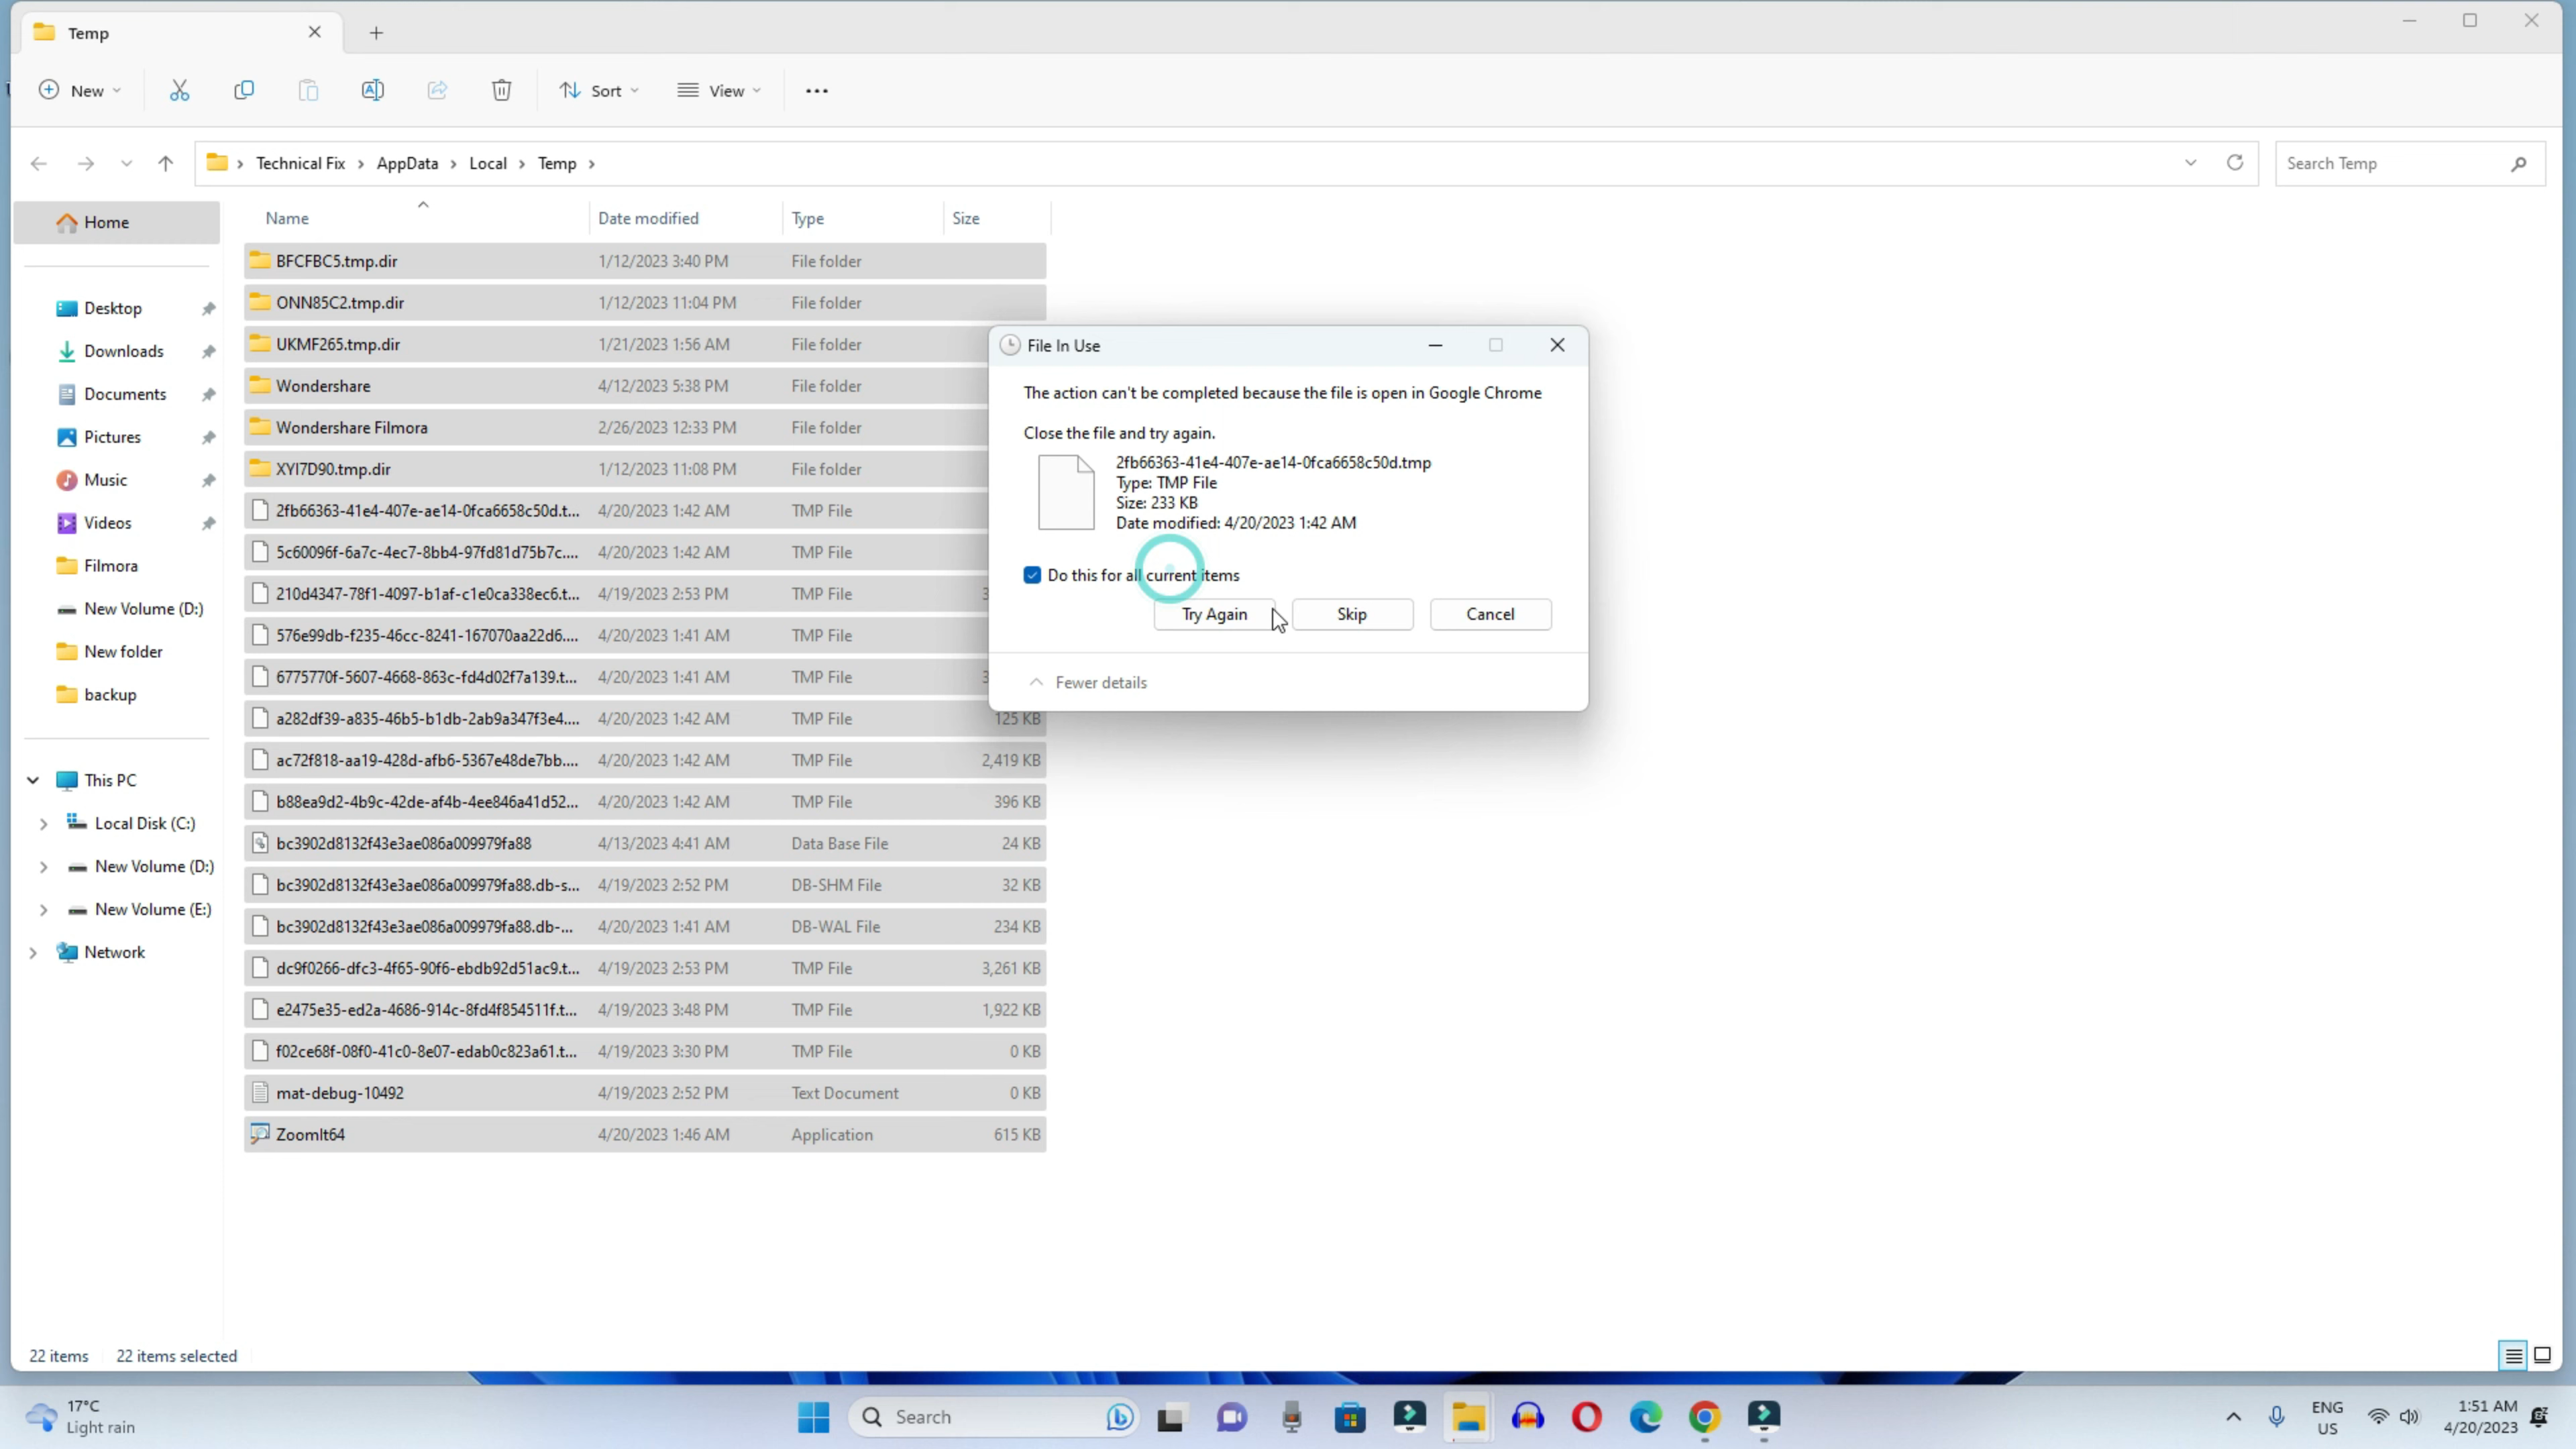 Temp
New
Sort
View
Technical Fix > AppData > Local > Temp >
Search Temp
Home
Desktop
Downloads
Documents
Pictures
Music
Videos
Filmora
New Volume (D:)
New folder
backup
This PC
Local Disk (C:)
New Volume (D:)
New Volume (E:)
Network
Name Date modified Type Size
BFCFBC5.tmp.dir 1/12/2023 3:40 PM File folder
ONN85C2.tmp.dir 1/12/2023 11:04 PM File folder
UKMF265.tmp.dir 1/21/2023 1:56 AM File folder
Wondershare 4/12/2023 5:38 PM File folder
Wondershare Filmora 2/26/2023 12:33 PM File folder
XYI7D90.tmp.dir 1/12/2023 11:08 PM File folder
2fb66363-41e4-407e-ae14-0fca6658c50d.t... 4/20/2023 1:42 AM TMP File
5c60096f-6a7c-4ec7-8bb4-97fd81d75b7c.... 4/20/2023 1:42 AM TMP File
210d4347-78f1-4097-b1af-c1e0ca338ec6.t... 4/19/2023 2:53 PM TMP File 3
576e99db-f235-46cc-8241-167070aa22d6.... 4/20/2023 1:41 AM TMP File
6775770f-5607-4668-863c-fd4d02f7a139.t... 4/20/2023 1:41 AM TMP File 3
a282df39-a835-46b5-b1db-2ab9a347f3e4.... 4/20/2023 1:42 AM TMP File 125 KB
ac72f818-aa19-428d-afb6-5367e48de7bb.... 4/20/2023 1:42 AM TMP File 2,419 KB
b88ea9d2-4b9c-42de-af4b-4ee846a41d52... 4/20/2023 1:42 AM TMP File 396 KB
bc3902d8132f43e3ae086a009979fa88 4/13/2023 4:41 AM Data Base File 24 KB
bc3902d8132f43e3ae086a009979fa88.db-s... 4/19/2023 2:52 PM DB-SHM File 32 KB
bc3902d8132f43e3ae086a009979fa88.db-... 4/20/2023 1:41 AM DB-WAL File 234 KB
dc9f0266-dfc3-4f65-90f6-ebdb92d51ac9.t... 4/19/2023 2:53 PM TMP File 3,261 KB
e2475e35-ed2a-4686-914c-8fd4f854511f.t... 4/19/2023 3:48 PM TMP File 1,922 KB
f02ce68f-08f0-41c0-8e07-edab0c823a61.t... 4/19/2023 3:30 PM TMP File 0 KB
mat-debug-10492 4/19/2023 2:52 PM Text Document 0 KB
ZoomIt64 4/20/2023 1:46 AM Application 615 KB
File In Use
The action can't be completed because the file is open in Google Chrome
Close the file and try again.
2fb66363-41e4-407e-ae14-0fca6658c50d.tmp
Type: TMP File
Size: 233 KB
Date modified: 4/20/2023 1:42 AM
Do this for all current items
Try Again Skip Cancel
Fewer details
22 items 22 items selected
17°C
Light rain
Search
ENG
US
1:51 AM
4/20/2023